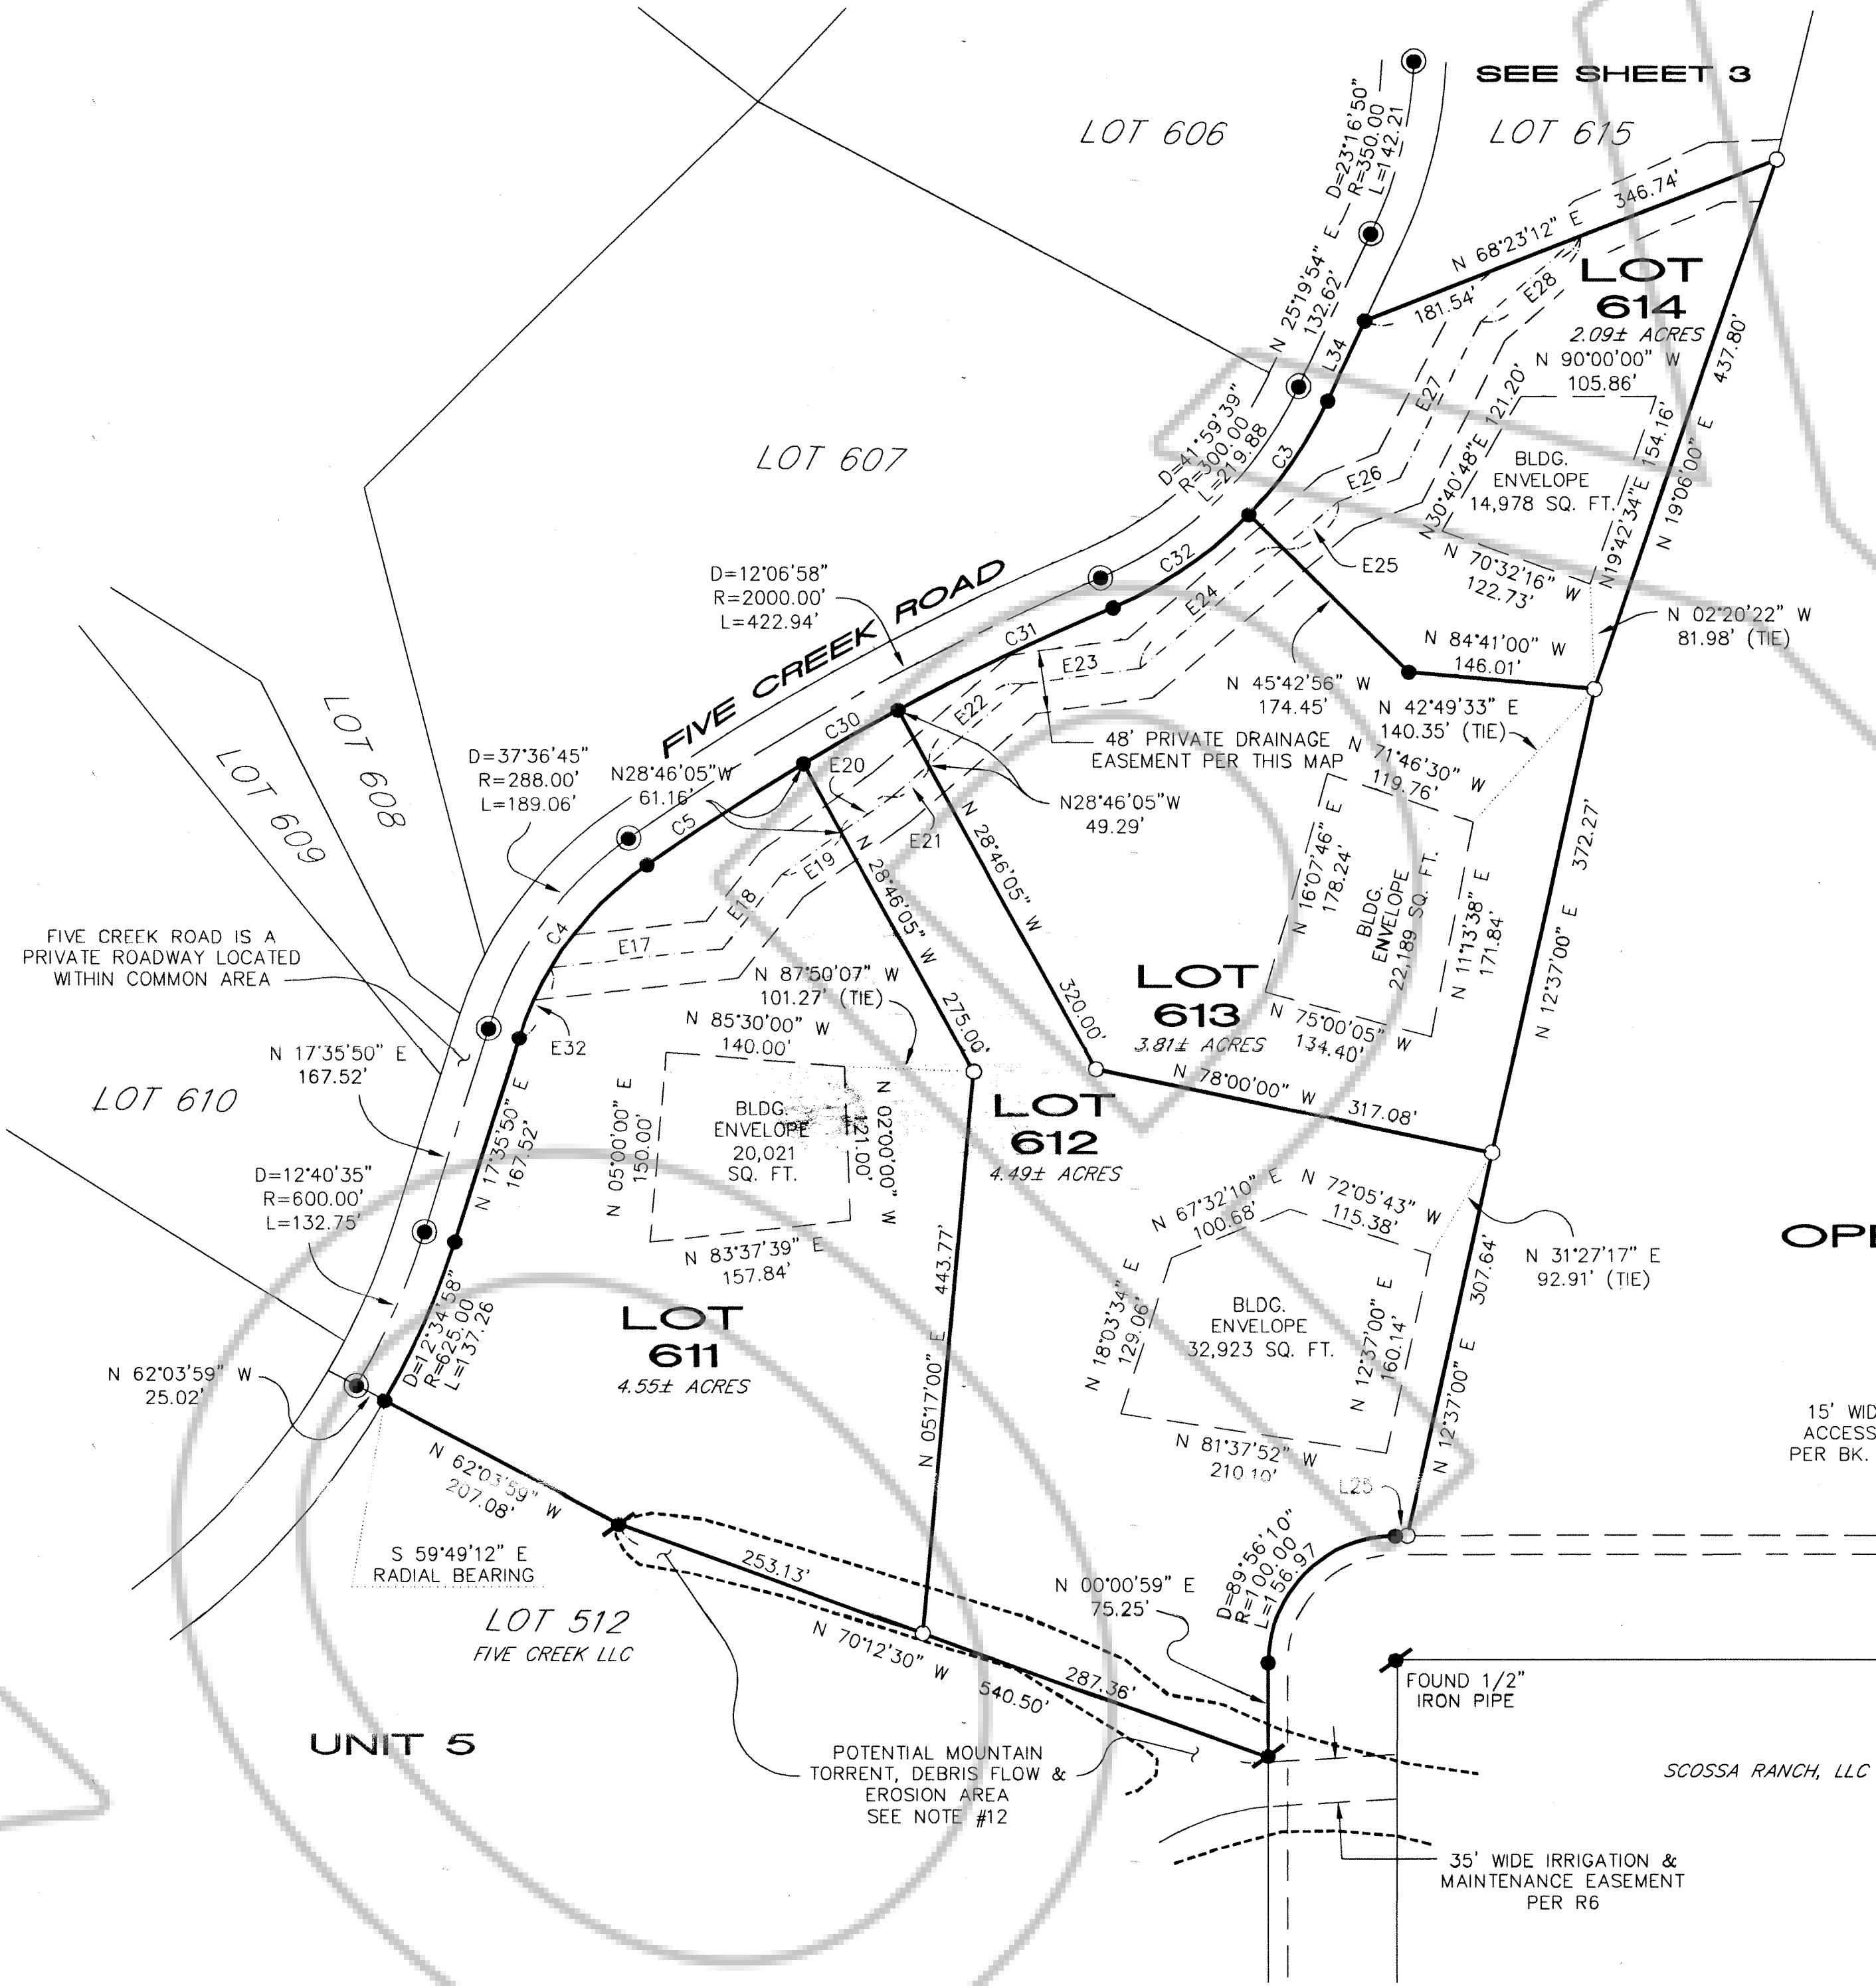 SEE SHEET 3
LOT 606
LOT 615
D=23°16'50"
R=350.00
L=142.21
N 68°23'12" E
346.74'
181.54'
LOT
614
2.09± ACRES
N 90°00'00" W
105.86'
437.80'
N 19°06'00" E
E28
E27
E26
E25
E24
N 25°19'54" E
132.62'
L34
C3
C32
C31
C30
D=41°59'39"
R=300.00
L=219.88
N30°40'48"E 121.20'
BLDG.
ENVELOPE
14,978 SQ. FT.
N19°42'34"E 154.16'
N 70°32'16" W
122.73'
N 02°20'22" W
81.98' (TIE)
N 84°41'00" W
146.01'
N 45°42'56" W
174.45'
N 42°49'33" E
140.35' (TIE)
LOT 607
D=12°06'58"
R=2000.00'
L=422.94'
FIVE CREEK ROAD
E23
E22
48' PRIVATE DRAINAGE
EASEMENT PER THIS MAP
N 71°46'30" W
119.76'
LOT 608
LOT 609
D=37°36'45"
R=288.00'
L=189.06'
N28°46'05"W
61.16'
E20
E21
N28°46'05"W
49.29'
C5
E19
E18
E17
C4
E32
N 28°46'05" W
275.00'
N 28°46'05" W
320.00'
N 16°07'46" E
178.24'
BLDG.
ENVELOPE
22,189 SQ. FT.
N 11°13'38" E
171.84'
N 75°00'05" W
134.40'
N 12°37'00" E
372.27'
FIVE CREEK ROAD IS A
PRIVATE ROADWAY LOCATED
WITHIN COMMON AREA
N 87°50'07" W
101.27' (TIE)
N 85°30'00" W
140.00'
LOT
613
3.81± ACRES
N 17°35'50" E
167.52'
LOT 610
N 17°35'50" E
167.52'
N 05°00'00" E
150.00'
BLDG.
ENVELOPE
20,021
SQ. FT.
N 02°00'00" W
121.00'
N 83°37'39" E
157.84'
LOT
612
4.49± ACRES
N 78°00'00" W
317.08'
D=12°40'35"
R=600.00'
L=132.75'
D=12°34'58"
R=625.00
L=137.26
N 67°32'10" E
100.68'
N 72°05'43" W
115.38'
N 31°27'17" E
92.91' (TIE)
307.64'
N 12°37'00" E
OPE
N 18°03'34" E
129.06'
BLDG.
ENVELOPE
32,923 SQ. FT.
N 12°37'00" E
160.14'
N 81°37'52" W
210.10'
LOT
611
4.55± ACRES
443.77'
N 05°17'00" E
N 62°03'59" W
25.02'
N 62°03'59" W
207.08'
15' WID
ACCESS
PER BK.
L25
D=89°56'10"
R=100.00
L=156.97
S 59°49'12" E
RADIAL BEARING
253.13'
N 00°00'59" E
75.25'
LOT 512
FIVE CREEK LLC
N 70°12'30" W
540.50'
287.36'
FOUND 1/2"
IRON PIPE
UNIT 5
POTENTIAL MOUNTAIN
TORRENT, DEBRIS FLOW &
EROSION AREA
SEE NOTE #12
SCOSSA RANCH, LLC
35' WIDE IRRIGATION &
MAINTENANCE EASEMENT
PER R6